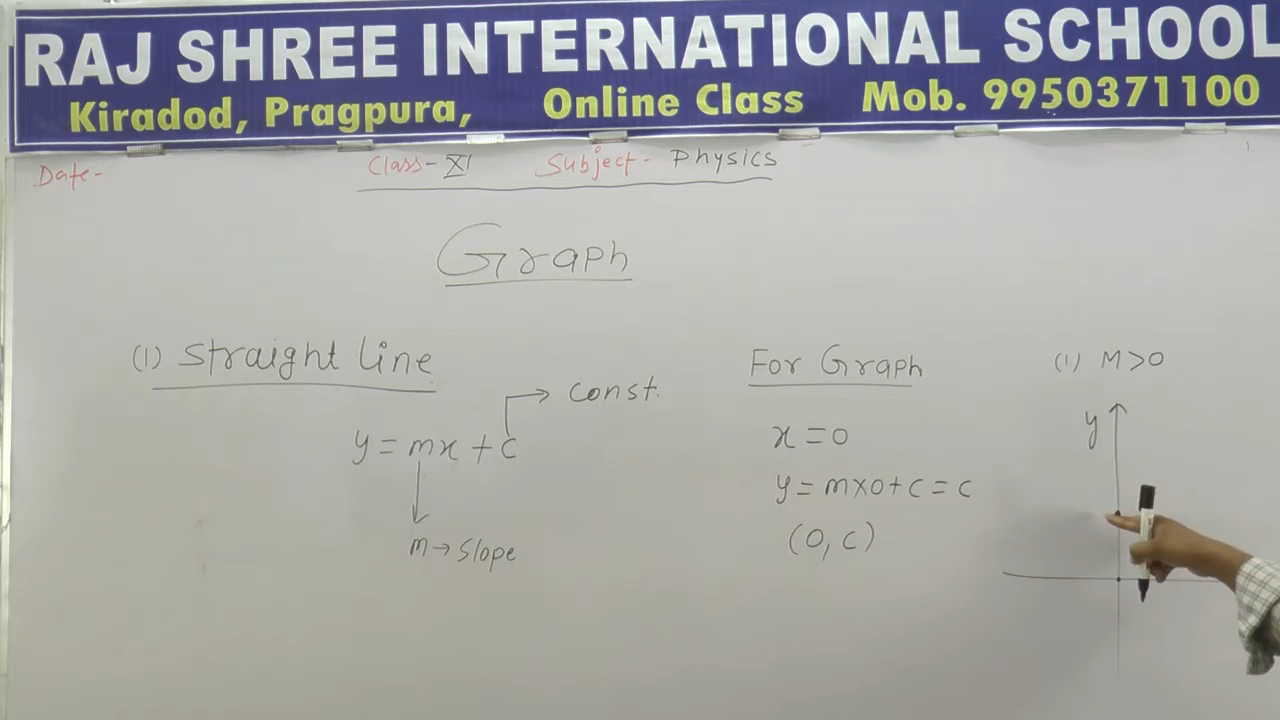 RAJ SHREE INTERNATIONAL SCHOOL
Kiradod, Pragpura, Online Class Mob. 9950371100
Date- Class- XI Subject- Physics
Graph
(1) Straight Line
y = mx + c → Const.
m → Slope
For Graph
x = 0
y = m×0+c = c
(0, c)
(1) M>0
y